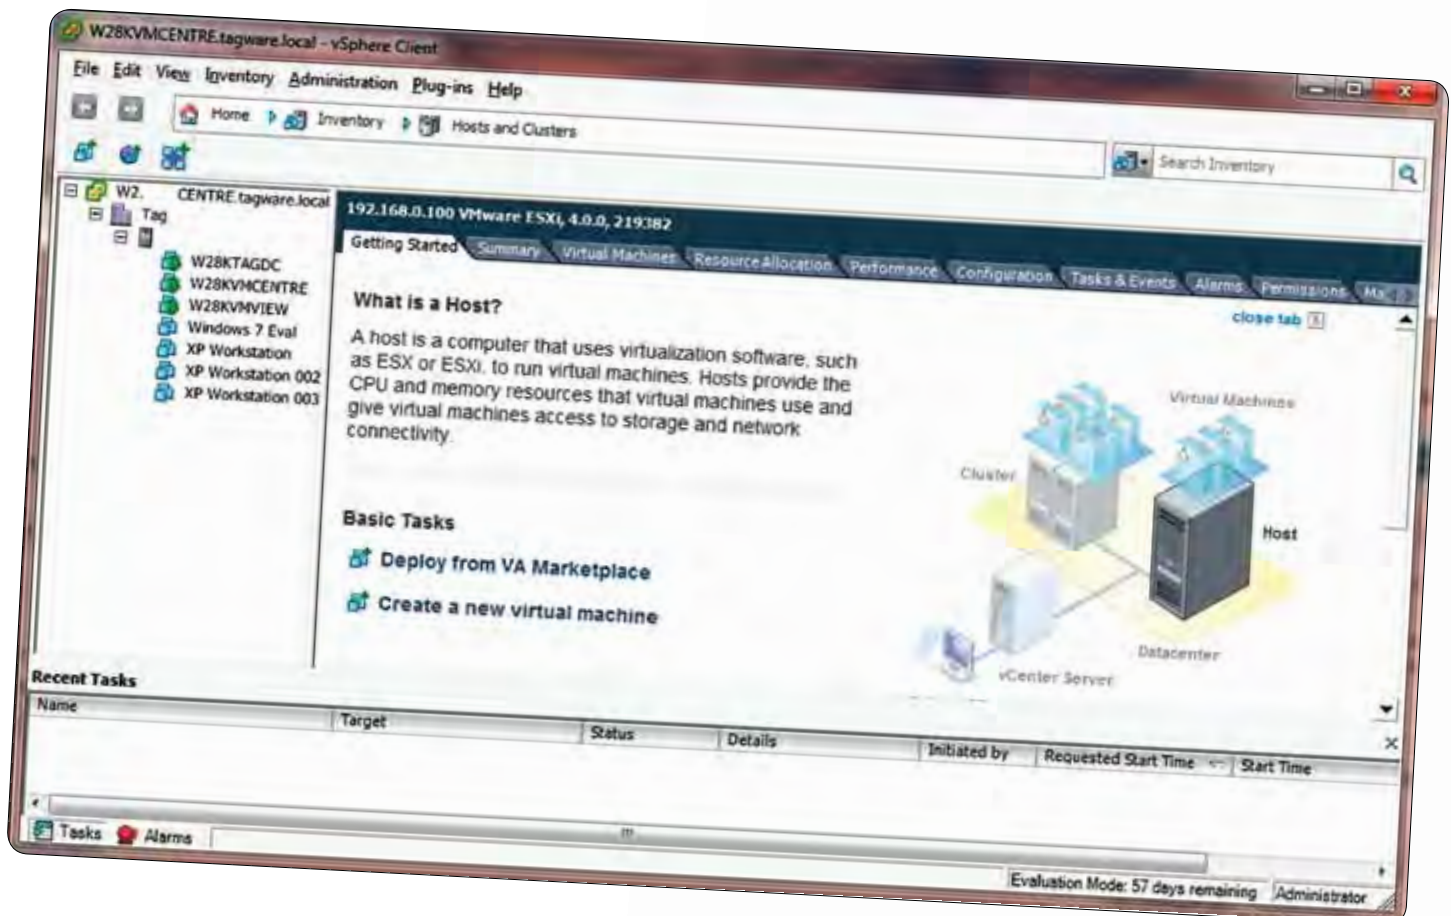 W28KVMCENTRE.tagware.local - vSphere Client
File Edit View Inventory Administration Plug-ins Help
Home Inventory Hosts and Clusters
Search Inventory
W2. CENTRE.tagware.local
Tag
W28KTAGDC
W28KVMCENTRE
W28KVMVIEW
Windows 7 Eval
XP Workstation
XP Workstation 002
XP Workstation 003
192.168.0.100 VMware ESXi, 4.0.0, 219382
Getting Started Summary Virtual Machines Resource Allocation Performance Configuration Tasks & Events Alarms Permissions Ma
close tab
What is a Host?
A host is a computer that uses virtualization software, such
as ESX or ESXi, to run virtual machines. Hosts provide the
CPU and memory resources that virtual machines use and
give virtual machines access to storage and network
connectivity.
Basic Tasks
Deploy from VA Marketplace
Create a new virtual machine
Virtual Machines
Cluster
Host
Datacenter
vCenter Server
Recent Tasks
Name Target Status Details Initiated by Requested Start Time Start Time
Tasks Alarms
Evaluation Mode: 57 days remaining Administrator